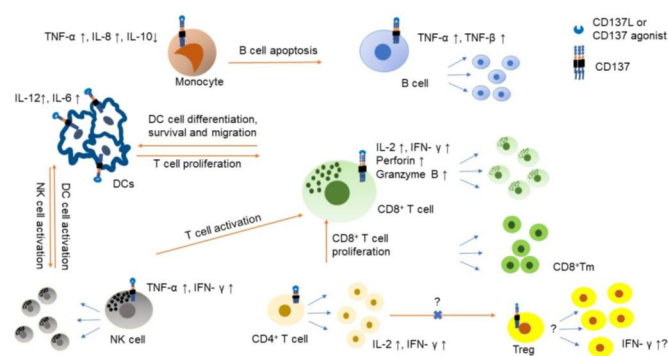 TNF-α ↑, IL-8 ↑, IL-10↓
B cell apoptosis
TNF-α ↑, TNF-β ↑
CD137L or
CD137 agonist
CD137
Monocyte
B cell
IL-12↑, IL-6 ↑
DC cell differentiation,
survival and migration
T cell proliferation
DCs
IL-2 ↑, IFN- γ ↑
Perforin ↑
Granzyme B ↑
CD8⁺ T cell
NK cell activation
DC cell activation
T cell activation
CD8⁺ T cell
proliferation
CD8⁺Tm
TNF-α ↑, IFN- γ ↑
NK cell
CD4⁺ T cell
IL-2 ↑, IFN- γ ↑
?
Treg
?
IFN- γ ↑?